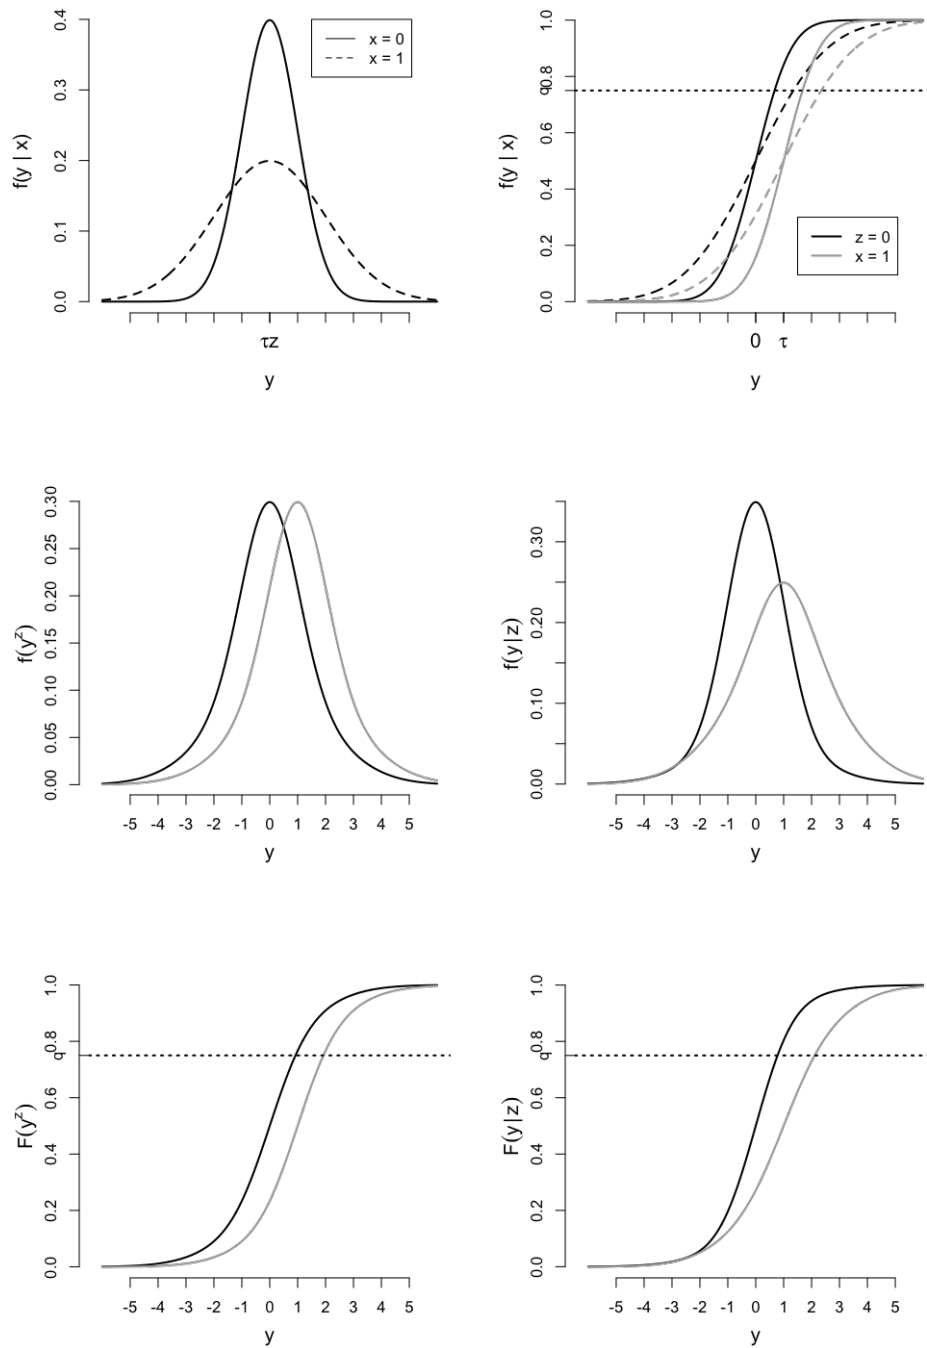 f(y | x)
0.0 0.1 0.2 0.3 0.4
x = 0
x = 1
τz
y
f(y | x)
0.0 0.2 0.4 0.6 0.8 1.0
q
z = 0
x = 1
0 τ
y
f(y^z)
0.00 0.05 0.10 0.15 0.20 0.25 0.30
-5 -4 -3 -2 -1 0 1 2 3 4 5
y
f(y | z)
0.00 0.10 0.20 0.30
-5 -4 -3 -2 -1 0 1 2 3 4 5
y
F(y^z)
0.0 0.2 0.4 0.6 0.8 1.0
q
-5 -4 -3 -2 -1 0 1 2 3 4 5
y
F(y | z)
0.0 0.2 0.4 0.6 0.8 1.0
q
-5 -4 -3 -2 -1 0 1 2 3 4 5
y